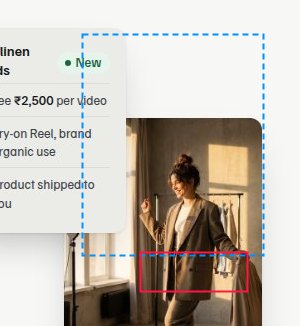 linen
ds
New
ee ₹2,500 per video
ry-on Reel, brand
rganic use
roduct shipped to
ou